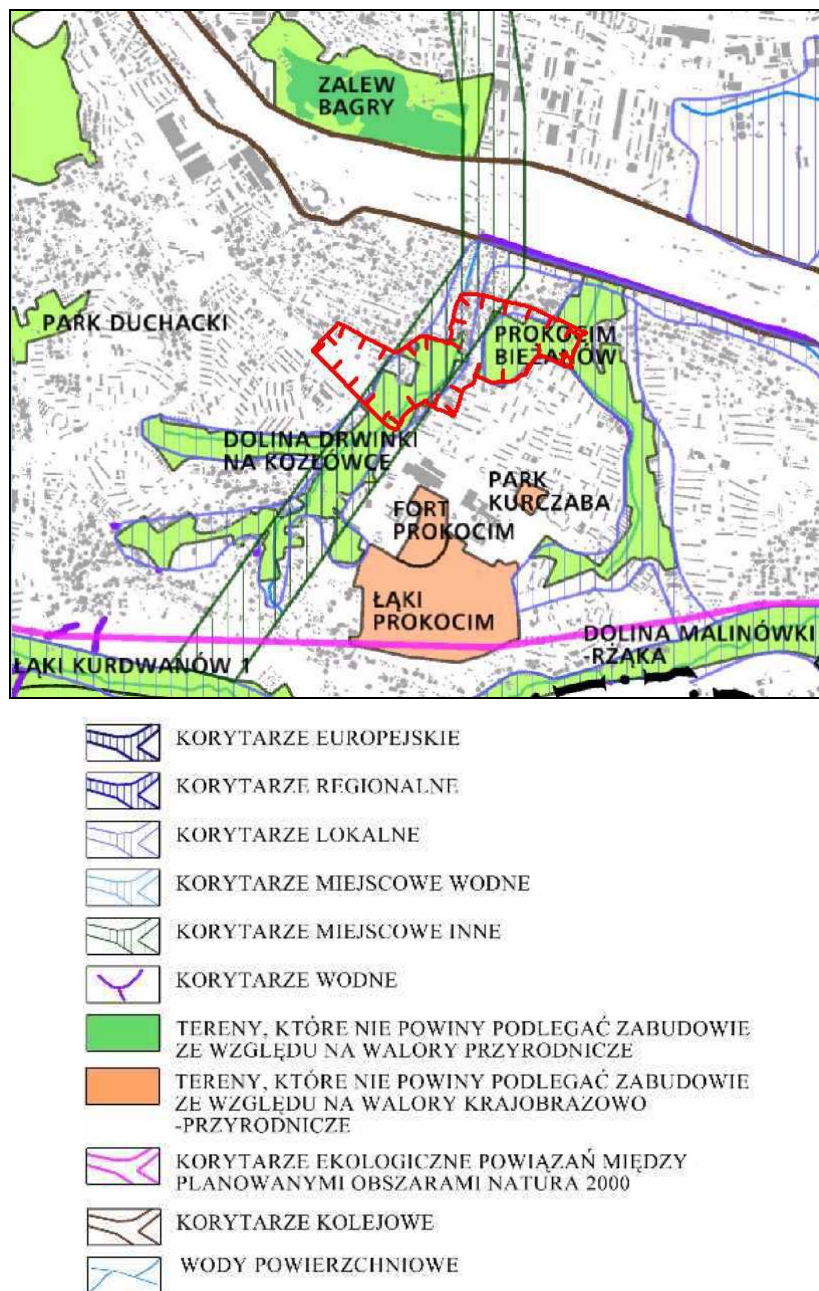 ZALEW
BAGRY
PARK DUCHACKI
PROKOCIM
BIEŻANÓW
DOLINA DRWINKI
NA KOZŁÓWCE
PARK
KURCZABA
FORT
PROKOCIM
ŁĄKI
PROKOCIM
DOLINA MALINÓWKI
-RŻĄKA
ŁĄKI KURDWANÓW 1
KORYTARZE EUROPEJSKIE
KORYTARZE REGIONALNE
KORYTARZE LOKALNE
KORYTARZE MIEJSCOWE WODNE
KORYTARZE MIEJSCOWE INNE
KORYTARZE WODNE
TERENY, KTÓRE NIE POWINY PODLEGAĆ ZABUDOWIE
ZE WZGLĘDU NA WALORY PRZYRODNICZE
TERENY, KTÓRE NIE POWINY PODLEGAĆ ZABUDOWIE
ZE WZGLĘDU NA WALORY KRAJOBRAZOWO
-PRZYRODNICZE
KORYTARZE EKOLOGICZNE POWIĄZAŃ MIĘDZY
PLANOWANYMI OBSZARAMI NATURA 2000
KORYTARZE KOLEJOWE
WODY POWIERZCHNIOWE